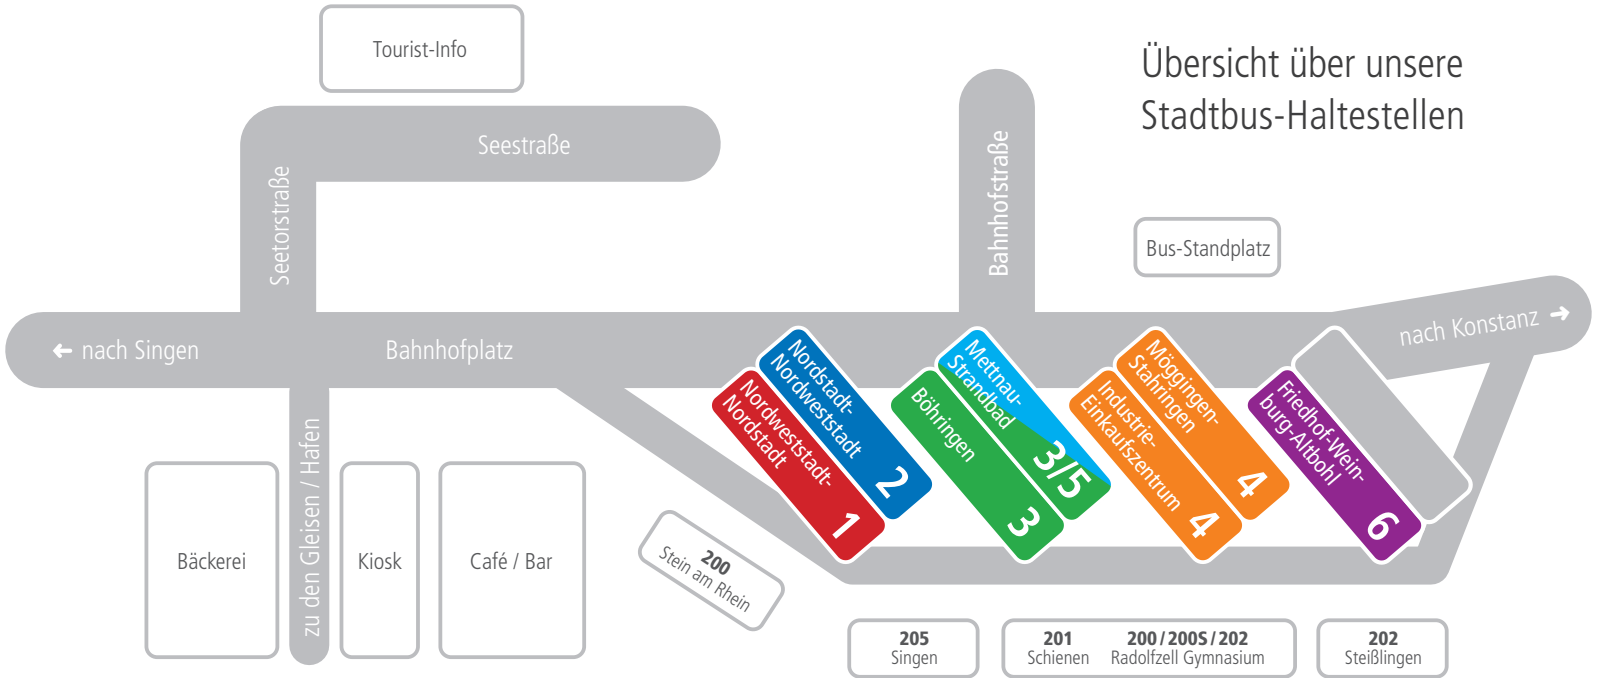 Übersicht über unsere
Stadtbus-Haltestellen
Tourist-Info
Seestraße
Seetorstraße
Bahnhofstraße
Bus-Standplatz
← nach Singen
Bahnhofplatz
nach Konstanz →
zu den Gleisen / Hafen
Bäckerei
Kiosk
Café / Bar
Nordweststadt-
Nordstadt
1
Nordstadt-
Nordweststadt
2
Böhringen
3
Mettnau-
Strandbad
3/5
Industrie-
Einkaufszentrum
4
Möggingen-
Stahringen
4
Friedhof-Wein-
burg-Altbohl
6
200
Stein am Rhein
205
Singen
201
Schienen
200 / 200S / 202
Radolfzell Gymnasium
202
Steißlingen